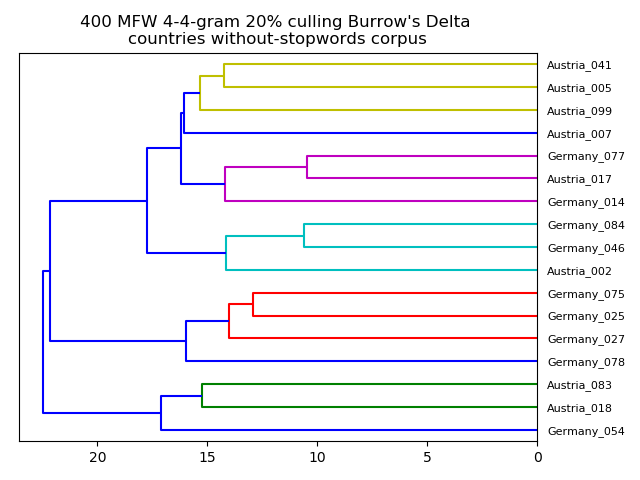 400 MFW 4-4-gram 20% culling Burrow's Delta
countries without-stopwords corpus
Austria_041
Austria_005
Austria_099
Austria_007
Germany_077
Austria_017
Germany_014
Germany_084
Germany_046
Austria_002
Germany_075
Germany_025
Germany_027
Germany_078
Austria_083
Austria_018
Germany_054
20 15 10 5 0